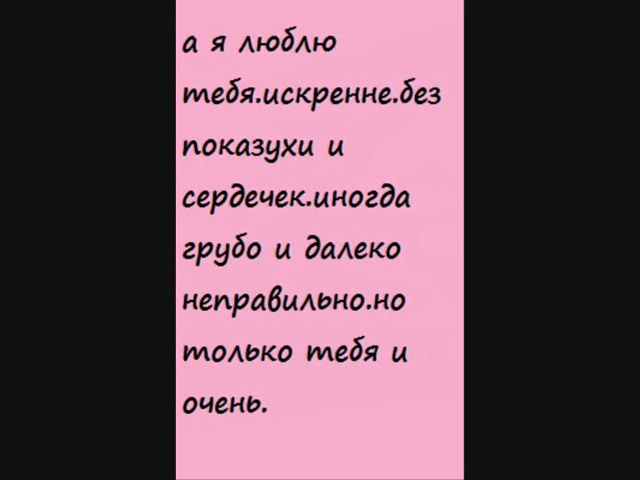 а я люблю
тебя.искренне.без
показухи и
сердечек.иногда
грубо и далеко
неправильно.но
только тебя и
очень.